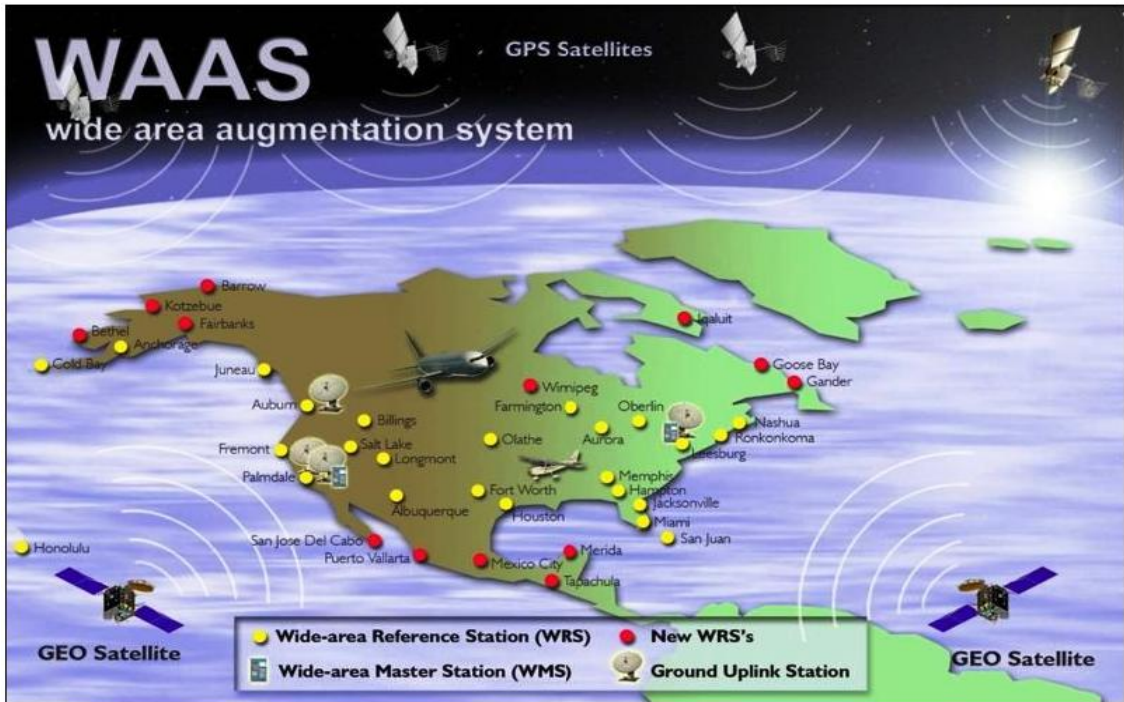 WAAS
wide area augmentation system
GPS Satellites
Barrow
Kotzebue
Fairbanks
Bethel
Anchorage
Cold Bay
Juneau
Iqaluit
Goose Bay
Gander
Winnipeg
Auburn
Farmington
Oberlin
Billings
Nashua
Aurora
Ronkonkoma
Olathe
Fremont
Salt Lake
Leesburg
Longmont
Palmdale
Memphis
Fort Worth
Hampton
Albuquerque
Houston
Jacksonville
Miami
San Juan
San Jose Del Cabo
Honolulu
Puerto Vallarta
Merida
Mexico City
Tapachula
GEO Satellite
GEO Satellite
Wide-area Reference Station (WRS)
New WRS's
Wide-area Master Station (WMS)
Ground Uplink Station